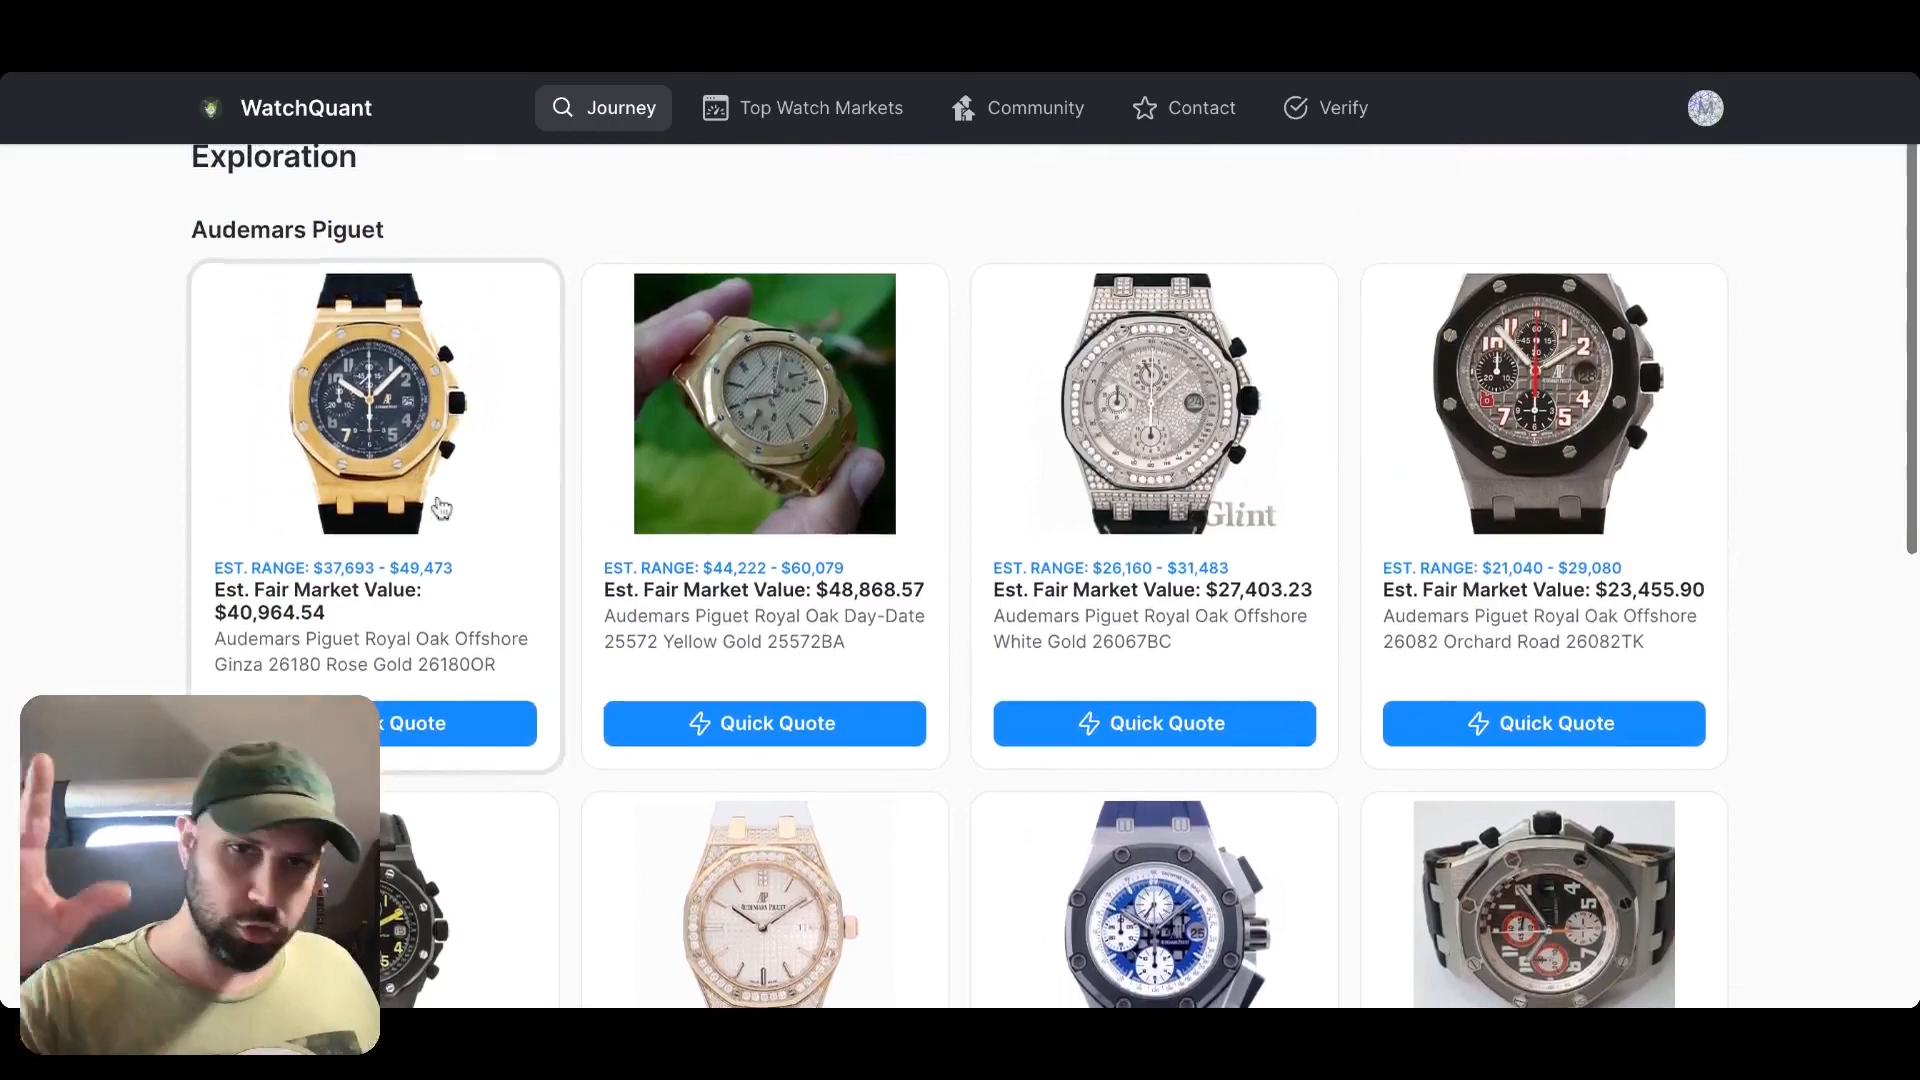 WatchQuant
Journey
Top Watch Markets
Community
Contact
Verify
Exploration
Audemars Piguet
Glint
EST. RANGE: $37,693 - $49,473
Est. Fair Market Value:
$40,964.54
Audemars Piguet Royal Oak Offshore
Ginza 26180 Rose Gold 26180OR
k Quote
EST. RANGE: $44,222 - $60,079
Est. Fair Market Value: $48,868.57
Audemars Piguet Royal Oak Day-Date
25572 Yellow Gold 25572BA
Quick Quote
EST. RANGE: $26,160 - $31,483
Est. Fair Market Value: $27,403.23
Audemars Piguet Royal Oak Offshore
White Gold 26067BC
Quick Quote
EST. RANGE: $21,040 - $29,080
Est. Fair Market Value: $23,455.90
Audemars Piguet Royal Oak Offshore
26082 Orchard Road 26082TK
Quick Quote
AP
AUDEMARS PIGUET